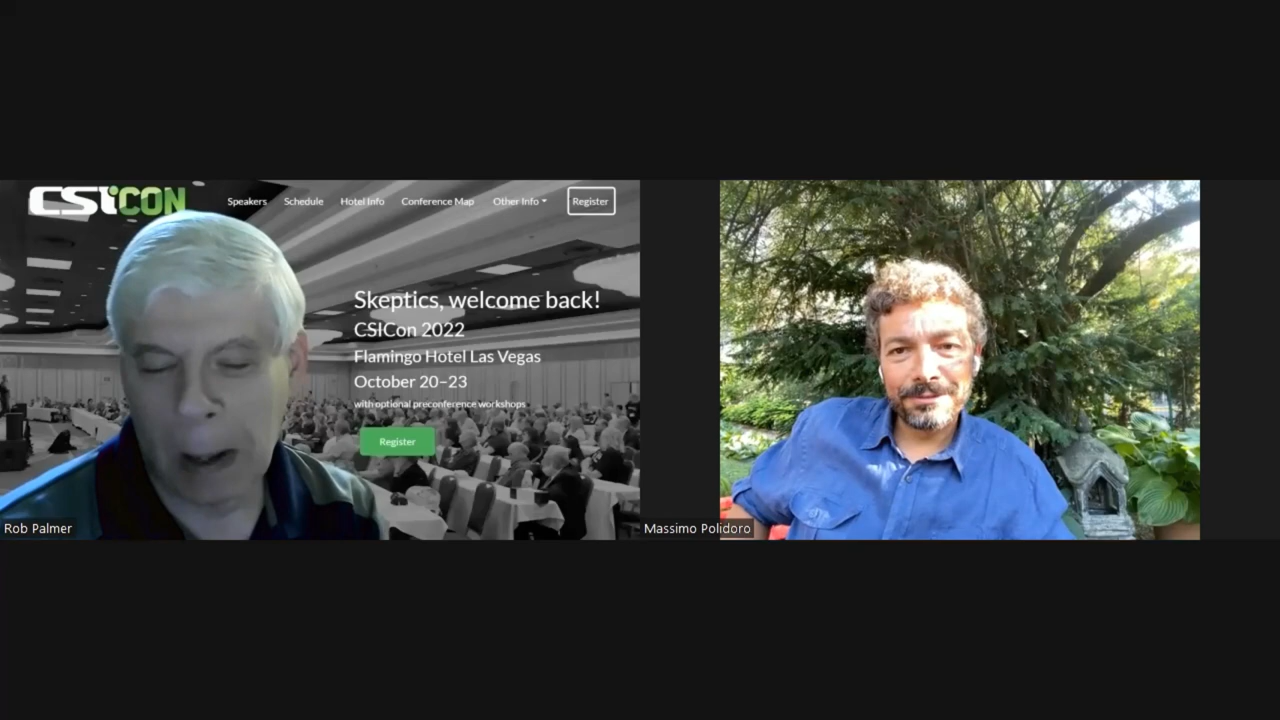 CSICON
Speakers Schedule Hotel Info Conference Map Other Info Register
Skeptics, welcome back!
CSICon 2022
Flamingo Hotel Las Vegas
October 20–23
with optional preconference workshops
Register
Rob Palmer
Massimo Polidoro